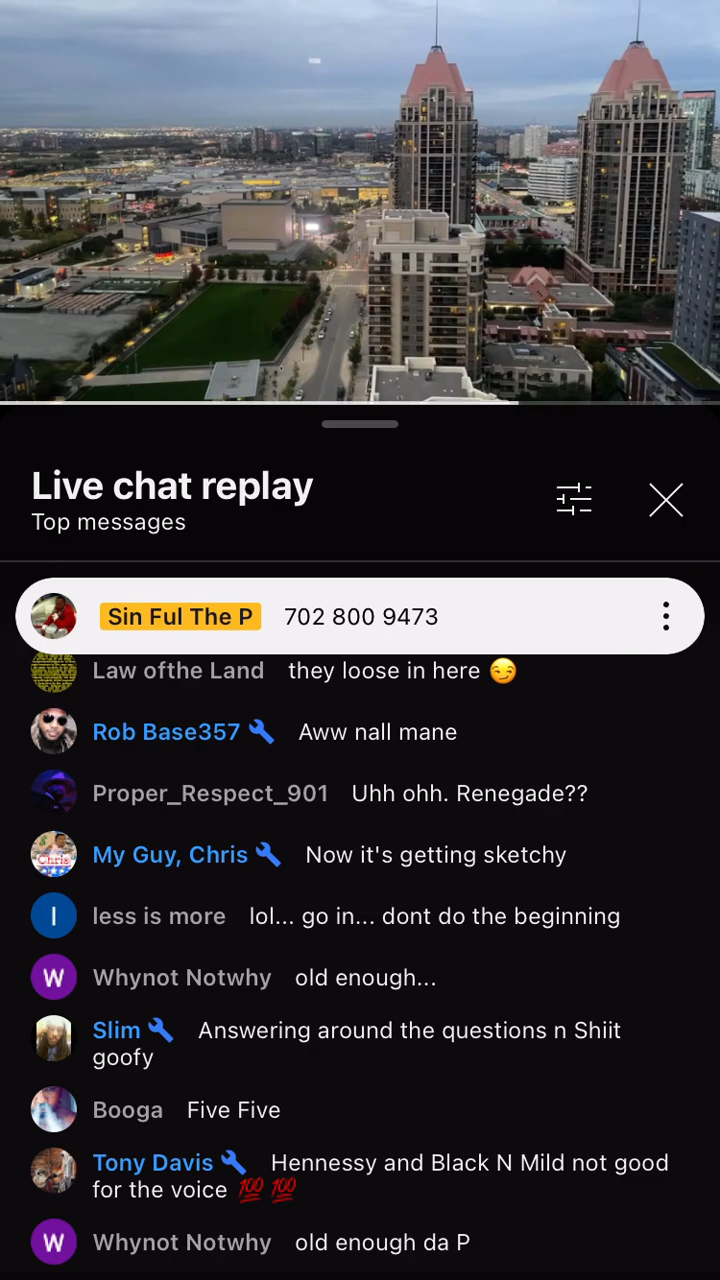 Live chat replay
Top messages
Sin Ful The P 702 800 9473
Law ofthe Land they loose in here 😏
Rob Base357 Aww nall mane
Proper_Respect_901 Uhh ohh. Renegade??
Chris
My Guy, Chris Now it's getting sketchy
I
less is more lol... go in... dont do the beginning
W
Whynot Notwhy old enough...
Slim Answering around the questions n Shiit
goofy
Booga Five Five
Tony Davis Hennessy and Black N Mild not good
for the voice 💯 💯
W
Whynot Notwhy old enough da P